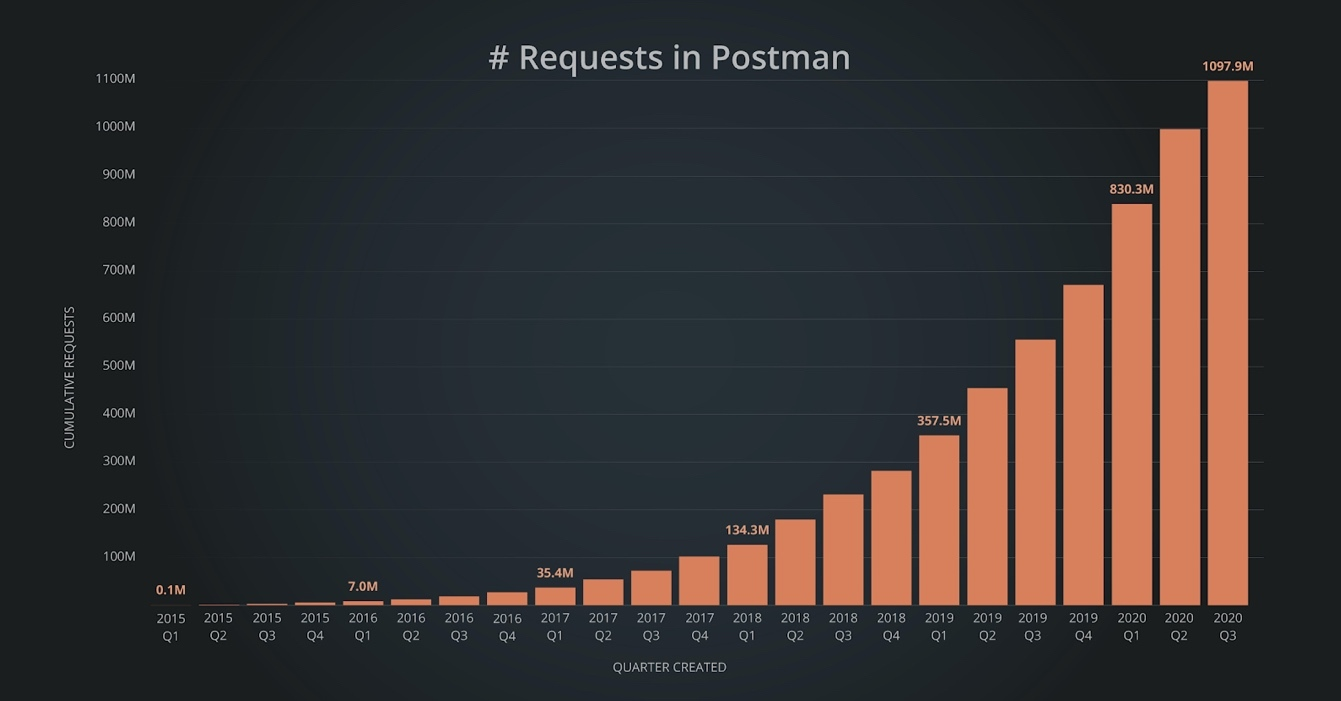 # Requests in Postman
1100M
1000M
900M
800M
700M
600M
500M
400M
300M
200M
100M
CUMULATIVE REQUESTS
0.1M
7.0M
35.4M
134.3M
357.5M
830.3M
1097.9M
2015 Q1
2015 Q2
2015 Q3
2015 Q4
2016 Q1
2016 Q2
2016 Q3
2016 Q4
2017 Q1
2017 Q2
2017 Q3
2017 Q4
2018 Q1
2018 Q2
2018 Q3
2018 Q4
2019 Q1
2019 Q2
2019 Q3
2019 Q4
2020 Q1
2020 Q2
2020 Q3
QUARTER CREATED